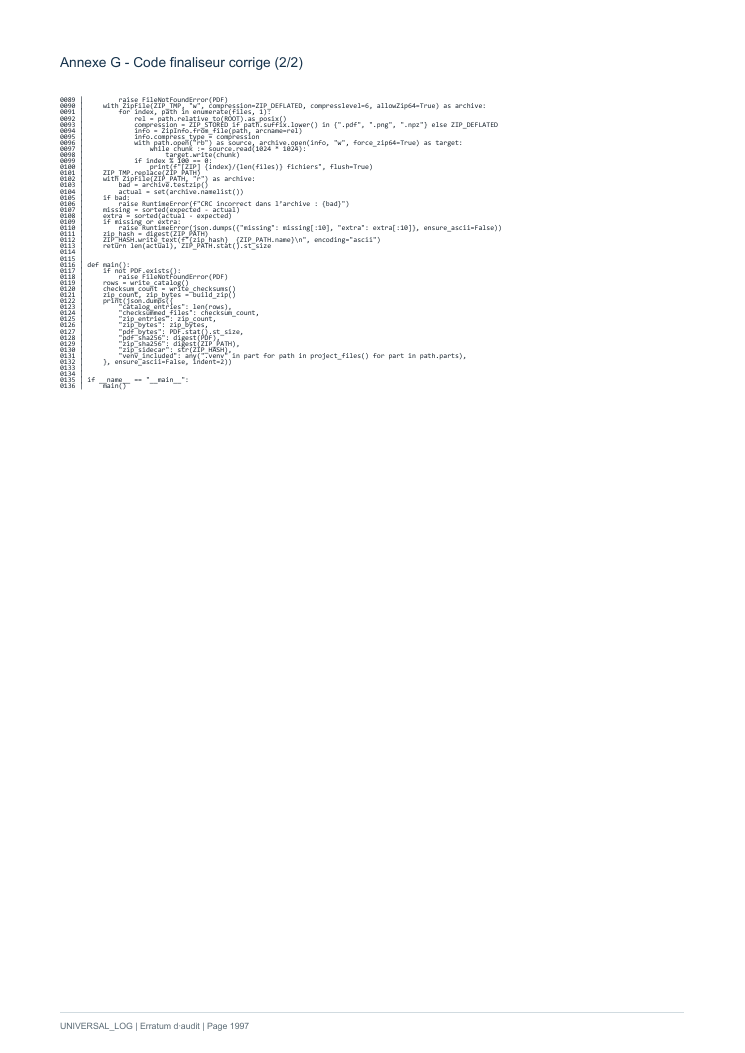 Annexe G - Code finaliseur corrige (2/2)
0089 |         raise FileNotFoundError(PDF)
0090 |     with ZipFile(ZIP_TMP, "w", compression=ZIP_DEFLATED, compresslevel=6, allowZip64=True) as archive:
0091 |         for index, path in enumerate(files, 1):
0092 |             rel = path.relative_to(ROOT).as_posix()
0093 |             compression = ZIP_STORED if path.suffix.lower() in {".pdf", ".png", ".npz"} else ZIP_DEFLATED
0094 |             info = ZipInfo.from_file(path, arcname=rel)
0095 |             info.compress_type = compression
0096 |             with path.open("rb") as source, archive.open(info, "w", force_zip64=True) as target:
0097 |                 while chunk := source.read(1024 * 1024):
0098 |                     target.write(chunk)
0099 |             if index % 100 == 0:
0100 |                 print(f"[ZIP] {index}/{len(files)} fichiers", flush=True)
0101 |     ZIP_TMP.replace(ZIP_PATH)
0102 |     with ZipFile(ZIP_PATH, "r") as archive:
0103 |         bad = archive.testzip()
0104 |         actual = set(archive.namelist())
0105 |     if bad:
0106 |         raise RuntimeError(f"CRC incorrect dans l'archive : {bad}")
0107 |     missing = sorted(expected - actual)
0108 |     extra = sorted(actual - expected)
0109 |     if missing or extra:
0110 |         raise RuntimeError(json.dumps({"missing": missing[:10], "extra": extra[:10]}, ensure_ascii=False))
0111 |     zip_hash = digest(ZIP_PATH)
0112 |     ZIP_HASH.write_text(f"{zip_hash}  {ZIP_PATH.name}\n", encoding="ascii")
0113 |     return len(actual), ZIP_PATH.stat().st_size
0114 |
0115 |
0116 | def main():
0117 |     if not PDF.exists():
0118 |         raise FileNotFoundError(PDF)
0119 |     rows = write_catalog()
0120 |     checksum_count = write_checksums()
0121 |     zip_count, zip_bytes = build_zip()
0122 |     print(json.dumps({
0123 |         "catalog_entries": len(rows),
0124 |         "checksummed_files": checksum_count,
0125 |         "zip_entries": zip_count,
0126 |         "zip_bytes": zip_bytes,
0127 |         "pdf_bytes": PDF.stat().st_size,
0128 |         "pdf_sha256": digest(PDF),
0129 |         "zip_sha256": digest(ZIP_PATH),
0130 |         "zip_sidecar": str(ZIP_HASH),
0131 |         "venv_included": any(".venv" in part for path in project_files() for part in path.parts),
0132 |     }, ensure_ascii=False, indent=2))
0133 |
0134 |
0135 | if __name__ == "__main__":
0136 |     main()
UNIVERSAL_LOG | Erratum d·audit | Page 1997